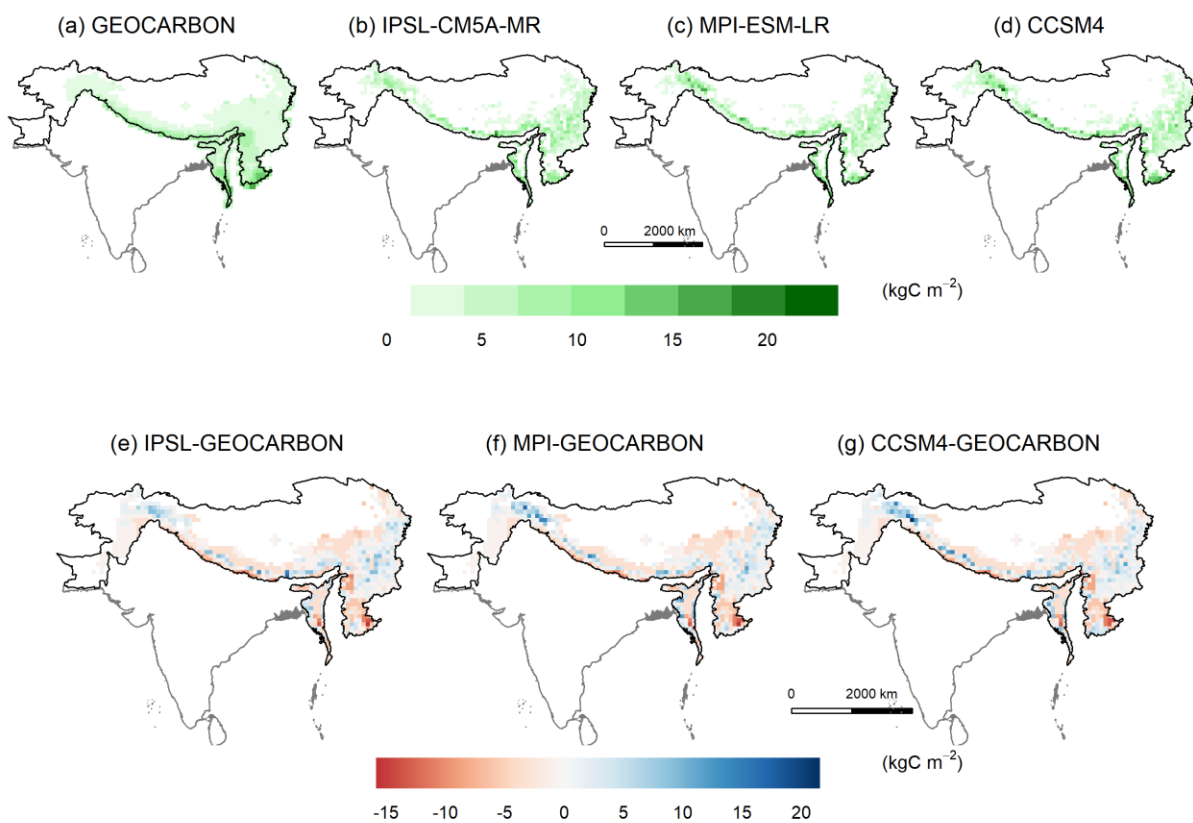 (a) GEOCARBON
(b) IPSL-CM5A-MR
(c) MPI-ESM-LR
(d) CCSM4
0 2000 km
(kgC m⁻²)
0 5 10 15 20
(e) IPSL-GEOCARBON
(f) MPI-GEOCARBON
(g) CCSM4-GEOCARBON
0 2000 km
(kgC m⁻²)
-15 -10 -5 0 5 10 15 20